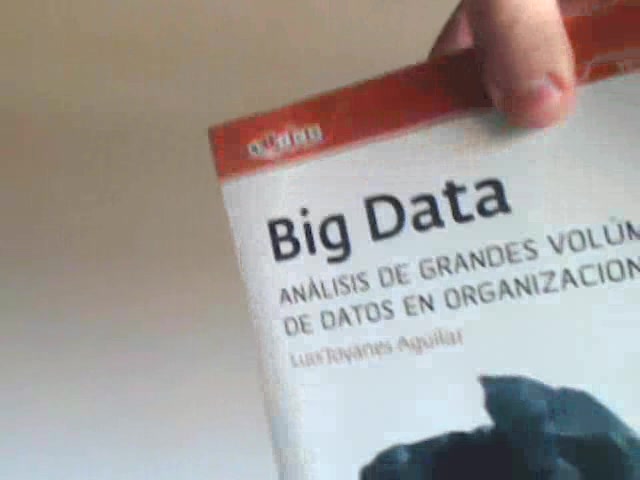 Big Data
ANÁLISIS DE GRANDES VOLÚM
DE DATOS EN ORGANIZACION
Luis Joyanes Aguilar